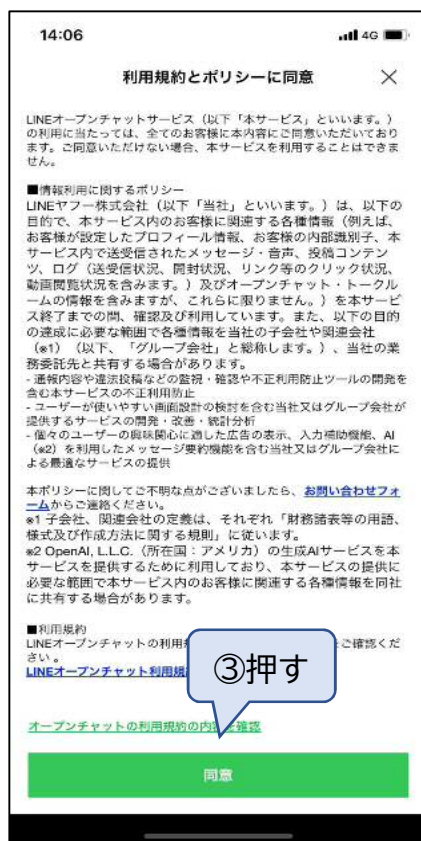 14:06
4G
利用規約とポリシーに同意
LINEオープンチャットサービス（以下「本サービス」といいます。）
の利用に当たっては、全てのお客様に本内容にご同意いただいており
ます。ご同意いただけない場合、本サービスを利用することはできま
せん。
■情報利用に関するポリシー
LINEヤフー株式会社（以下「当社」といいます。）は、以下の
目的で、本サービス内のお客様に関連する各種情報（例えば、
お客様が設定したプロフィール情報、お客様の内部識別子、本
サービス内で送受信されたメッセージ・音声、投稿コンテン
ツ、ログ（送受信状況、開封状況、リンク等のクリック状況、
動画閲覧状況を含みます。）及びオープンチャット・トークル
ームの情報を含みますが、これらに限りません。）を本サービ
ス終了までの間、確認及び利用しています。また、以下の目的
の達成に必要な範囲で各種情報を当社の子会社や関連会社
（※1）（以下、「グループ会社」と総称します。）、当社の業
務委託先と共有する場合があります。
- 通報内容や違法投稿などの監視・確認や不正利用防止ツールの開発を
含む本サービスの不正利用防止
- ユーザーが使いやすい画面設計の検討を含む当社又はグループ会社が
提供するサービスの開発・改善・統計分析
- 個々のユーザーの興味関心に適した広告の表示、入力補助機能、AI
（※2）を利用したメッセージ要約機能を含む当社又はグループ会社に
よる最適なサービスの提供
本ポリシーに関してご不明な点がございましたら、お問い合わせフォ
ームからご連絡ください。
※1 子会社、関連会社の定義は、それぞれ「財務諸表等の用語、
様式及び作成方法に関する規則」に従います。
※2 OpenAI, L.L.C.（所在国：アメリカ）の生成AIサービスを本
サービスを提供するために利用しており、本サービスの提供に
必要な範囲で本サービス内のお客様に関連する各種情報を同社
に共有する場合があります。
■利用規約
LINEオープンチャットの利用 ご確認くだ
さい。
LINEオープンチャット利用規
③押す
オープンチャットの利用規約の内容を確認
同意